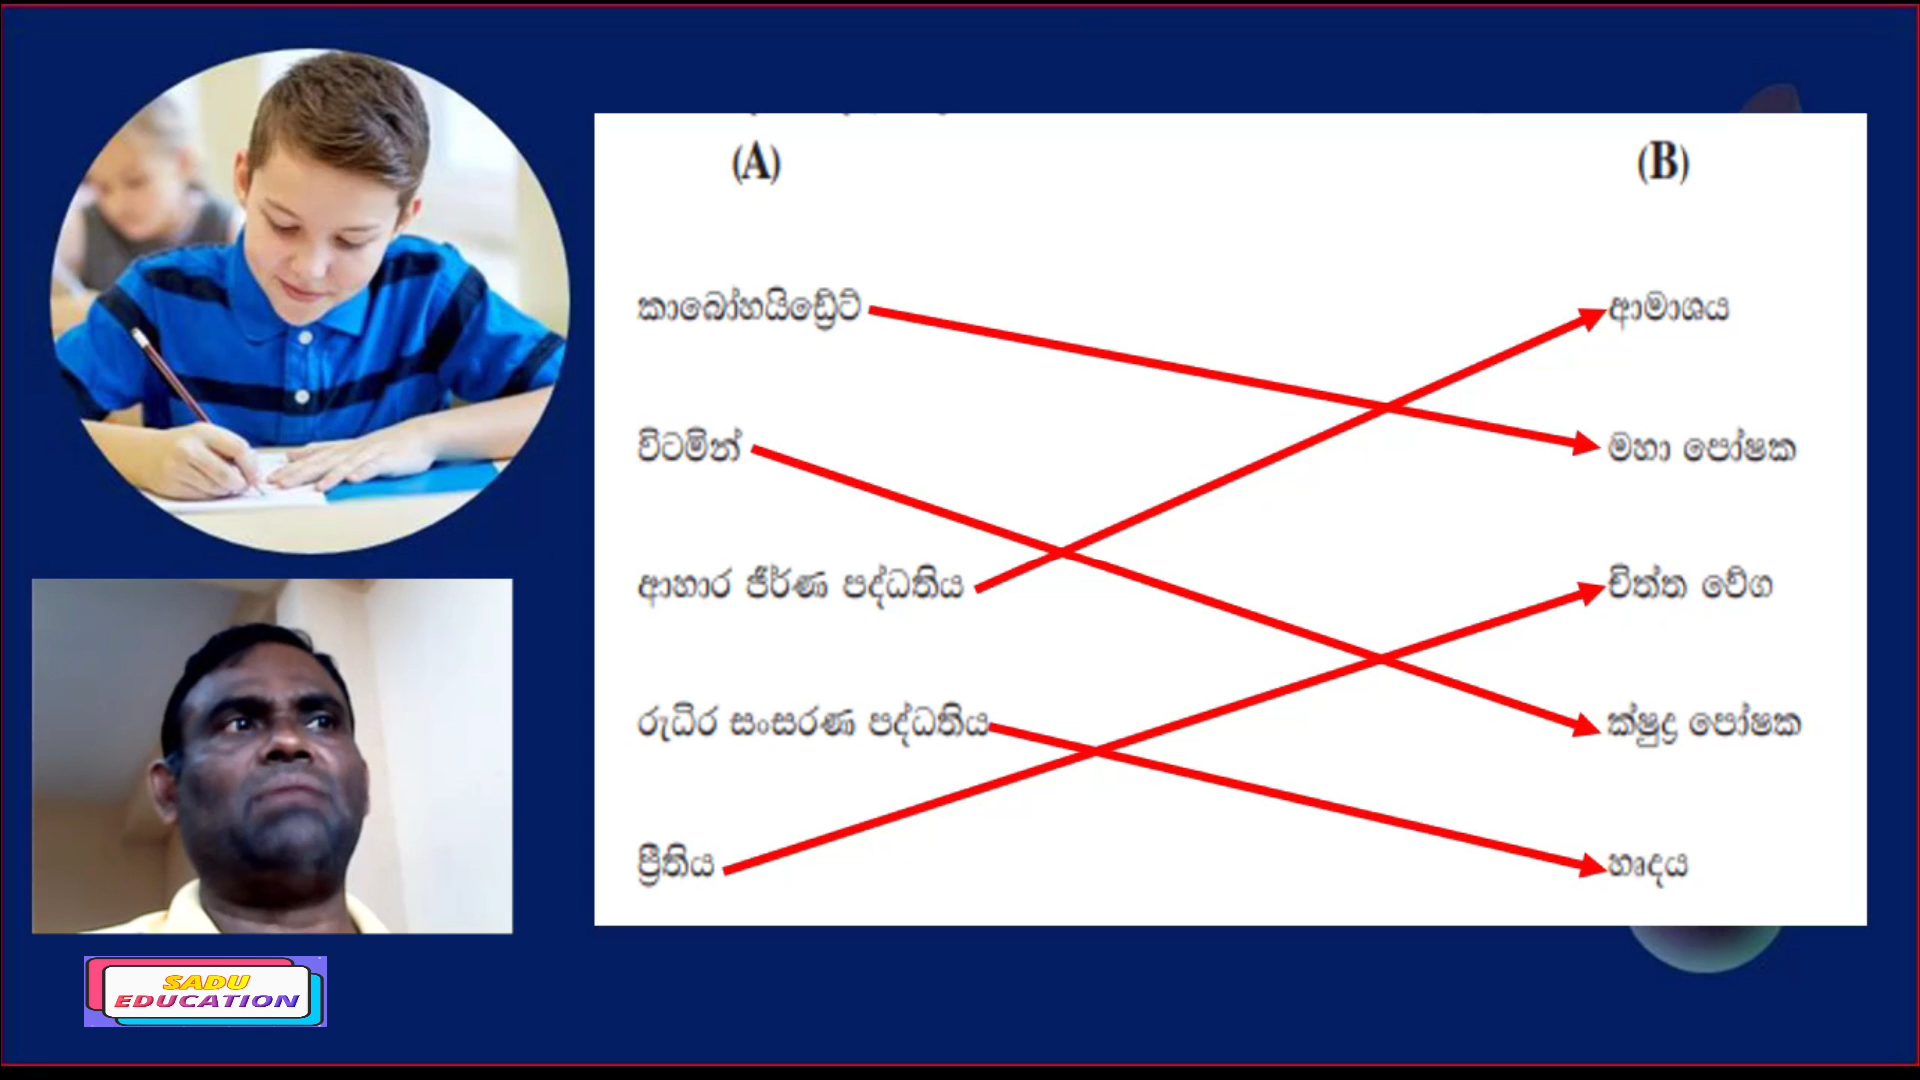 (A) (B)
කාබෝහයිඩ්‍රේට් ආමාශය
විටමින් මහා පෝෂක
ආහාර ජීර්ණ පද්ධතිය චිත්ත වේග
රුධිර සංසරණ පද්ධතිය ක්ෂුද්‍ර පෝෂක
ප්‍රීතිය හෘදය
SADU
EDUCATION